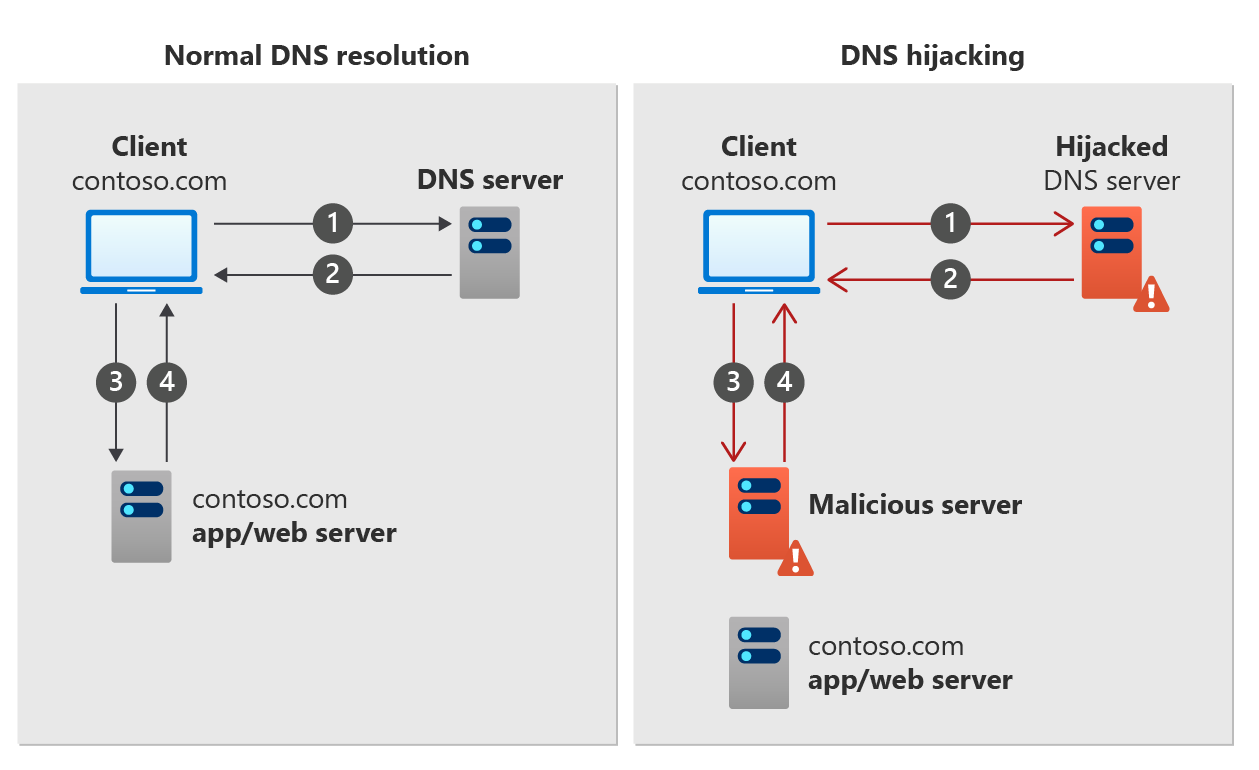 Normal DNS resolution
Client
contoso.com
DNS server
1
2
3
4
contoso.com
app/web server
DNS hijacking
Client
contoso.com
Hijacked
DNS server
1
2
3
4
Malicious server
contoso.com
app/web server